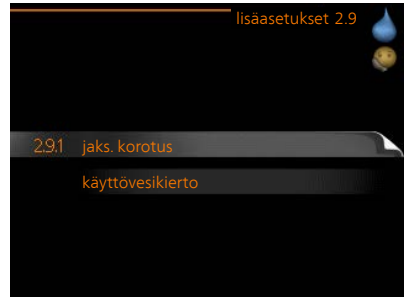 lisäasetukset 2.9
2.9.1 jaks. korotus
käyttövesikierto